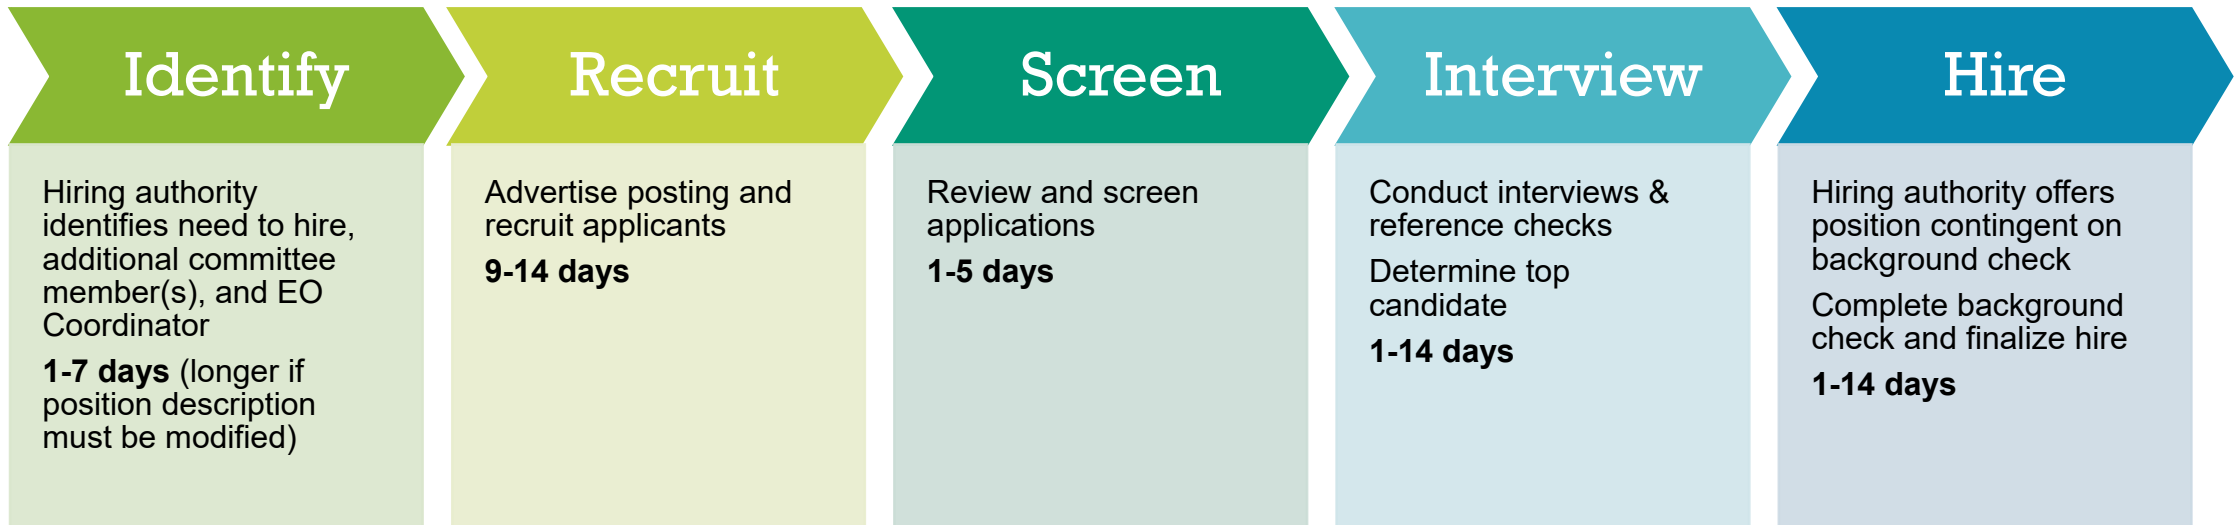 Identify
Hiring authority
identifies need to hire,
additional committee
member(s), and EO
Coordinator
1-7 days (longer if
position description
must be modified)
Recruit
Advertise posting and
recruit applicants
9-14 days
Screen
Review and screen
applications
1-5 days
Interview
Conduct interviews &
reference checks
Determine top
candidate
1-14 days
Hire
Hiring authority offers
position contingent on
background check
Complete background
check and finalize hire
1-14 days